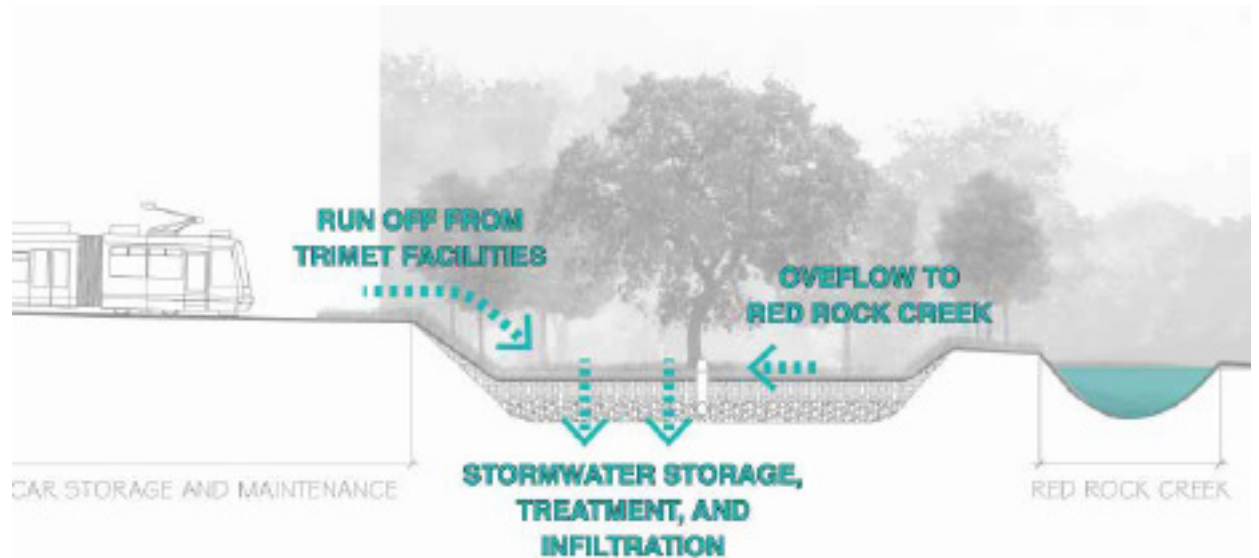 RUN OFF FROM
TRIMET FACILITIES
OVEFLOW TO
RED ROCK CREEK
CAR STORAGE AND MAINTENANCE
STORMWATER STORAGE,
TREATMENT, AND
INFILTRATION
RED ROCK CREEK